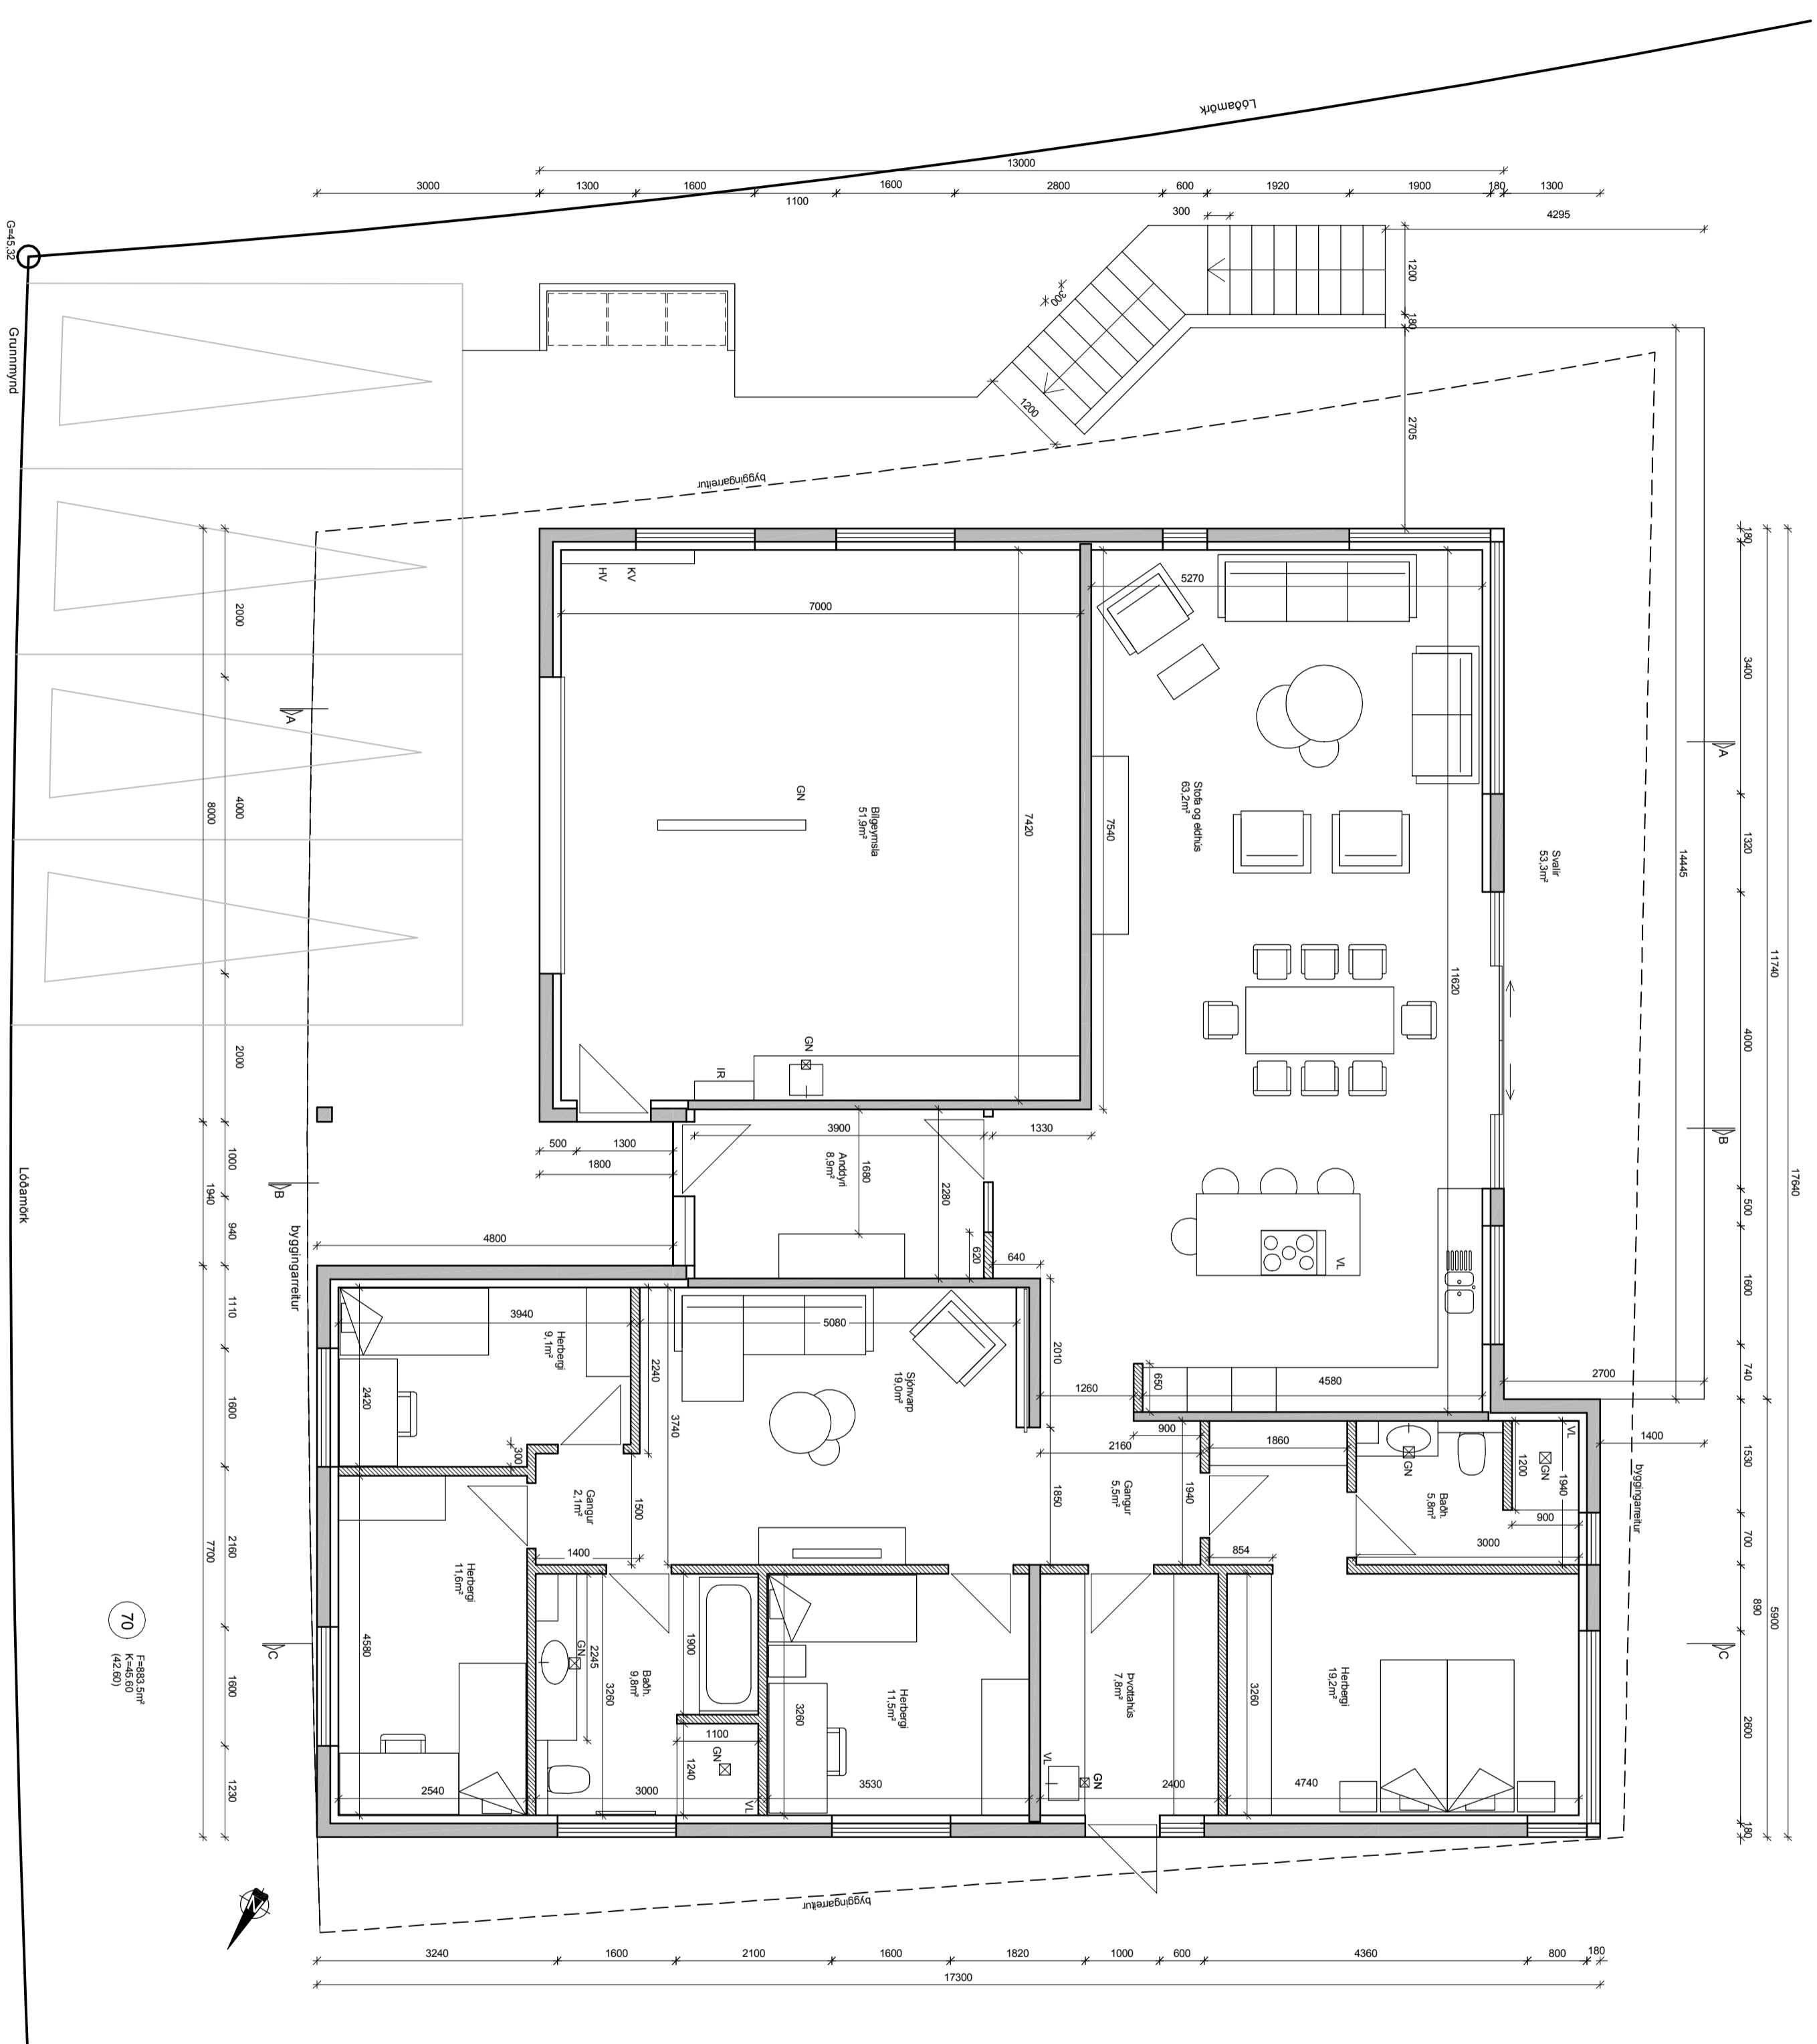 Lóðamörk
13000
3000
1300
1600
1100
1600
2800
600
1920
1900
180
1300
300
4295
1200
180
300
1200
2705
G=45,32
Grunnmynd
Lóðamörk
byggingarreitur
HV
KV
7000
5270
7420
7540
GN
Bílgeymsla
51,9m²
Stofa og eldhús
63,2m²
Svalir
53,3m²
14445
11620
180
3400
1320
4000
500
1600
740
11740
17640
A
A
B
B
C
C
2000
4000
8000
2000
1000
1940
940
1110
1600
2160
7700
1600
1230
GN
IR
500
1300
1800
3900
1330
Anddyri
8,9m²
1680
2280
620
640
4800
byggingarreitur
VL
3940
Herbergi
9,1m²
2420
2240
5080
Sjónvarp
19,0m²
3740
2010
1260
650
4580
2700
1400
900
2160
1860
300
1500
Gangur
2,1m²
1400
1850
Gangur
5,5m²
1940
854
GN
Baðh.
5,8m²
1200
GN
VL
1940
900
3000
byggingarreitur
1530
700
890
5900
2600
180
Herbergi
11,6m²
4580
2540
GN
2245
3260
Baðh.
9,8m²
1900
1100
1240
GN
VL
3000
3260
Herbergi
11,5m²
3530
Þvottahús
7,8m²
VL
GN
2400
3260
Herbergi
19,2m²
4740
70
F=883.5m²
K=45.60
(42.60)
N
byggingarreitur
3240
1600
2100
1600
1820
1000
600
4360
800
180
17300